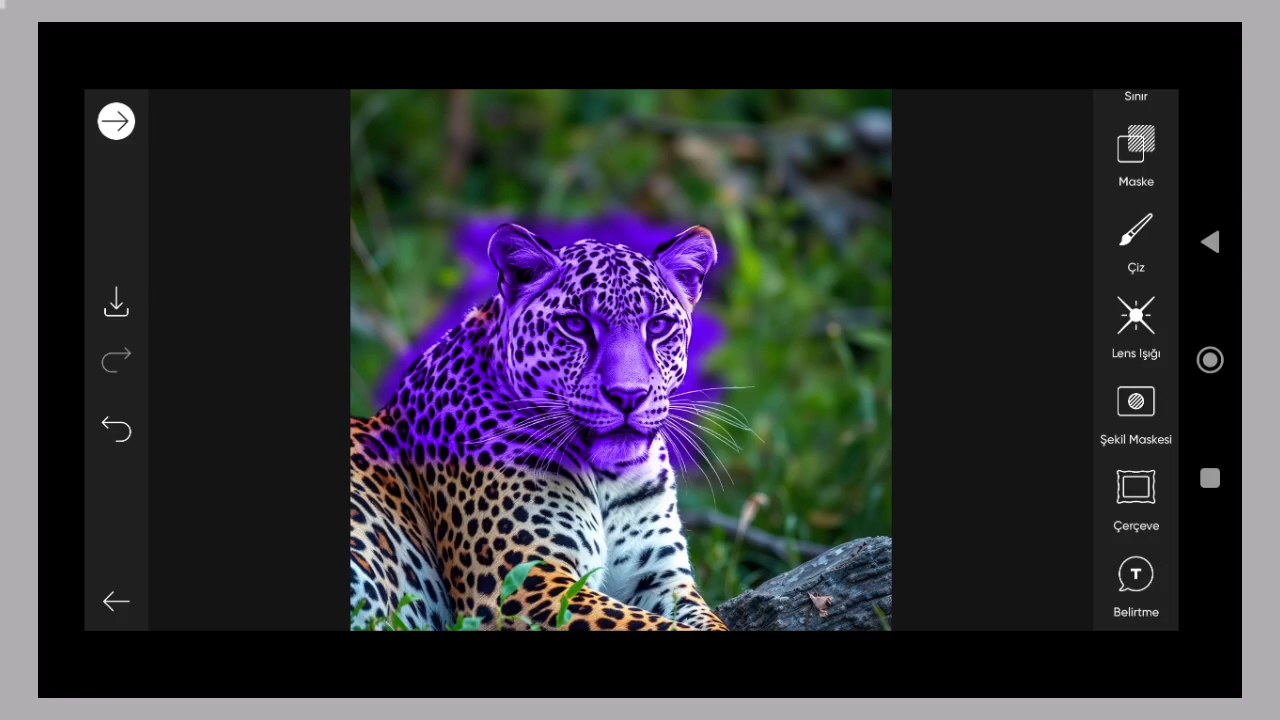 Sınır
Maske
Çiz
Lens Işığı
Şekil Maskesi
Çerçeve
T
Belirtme